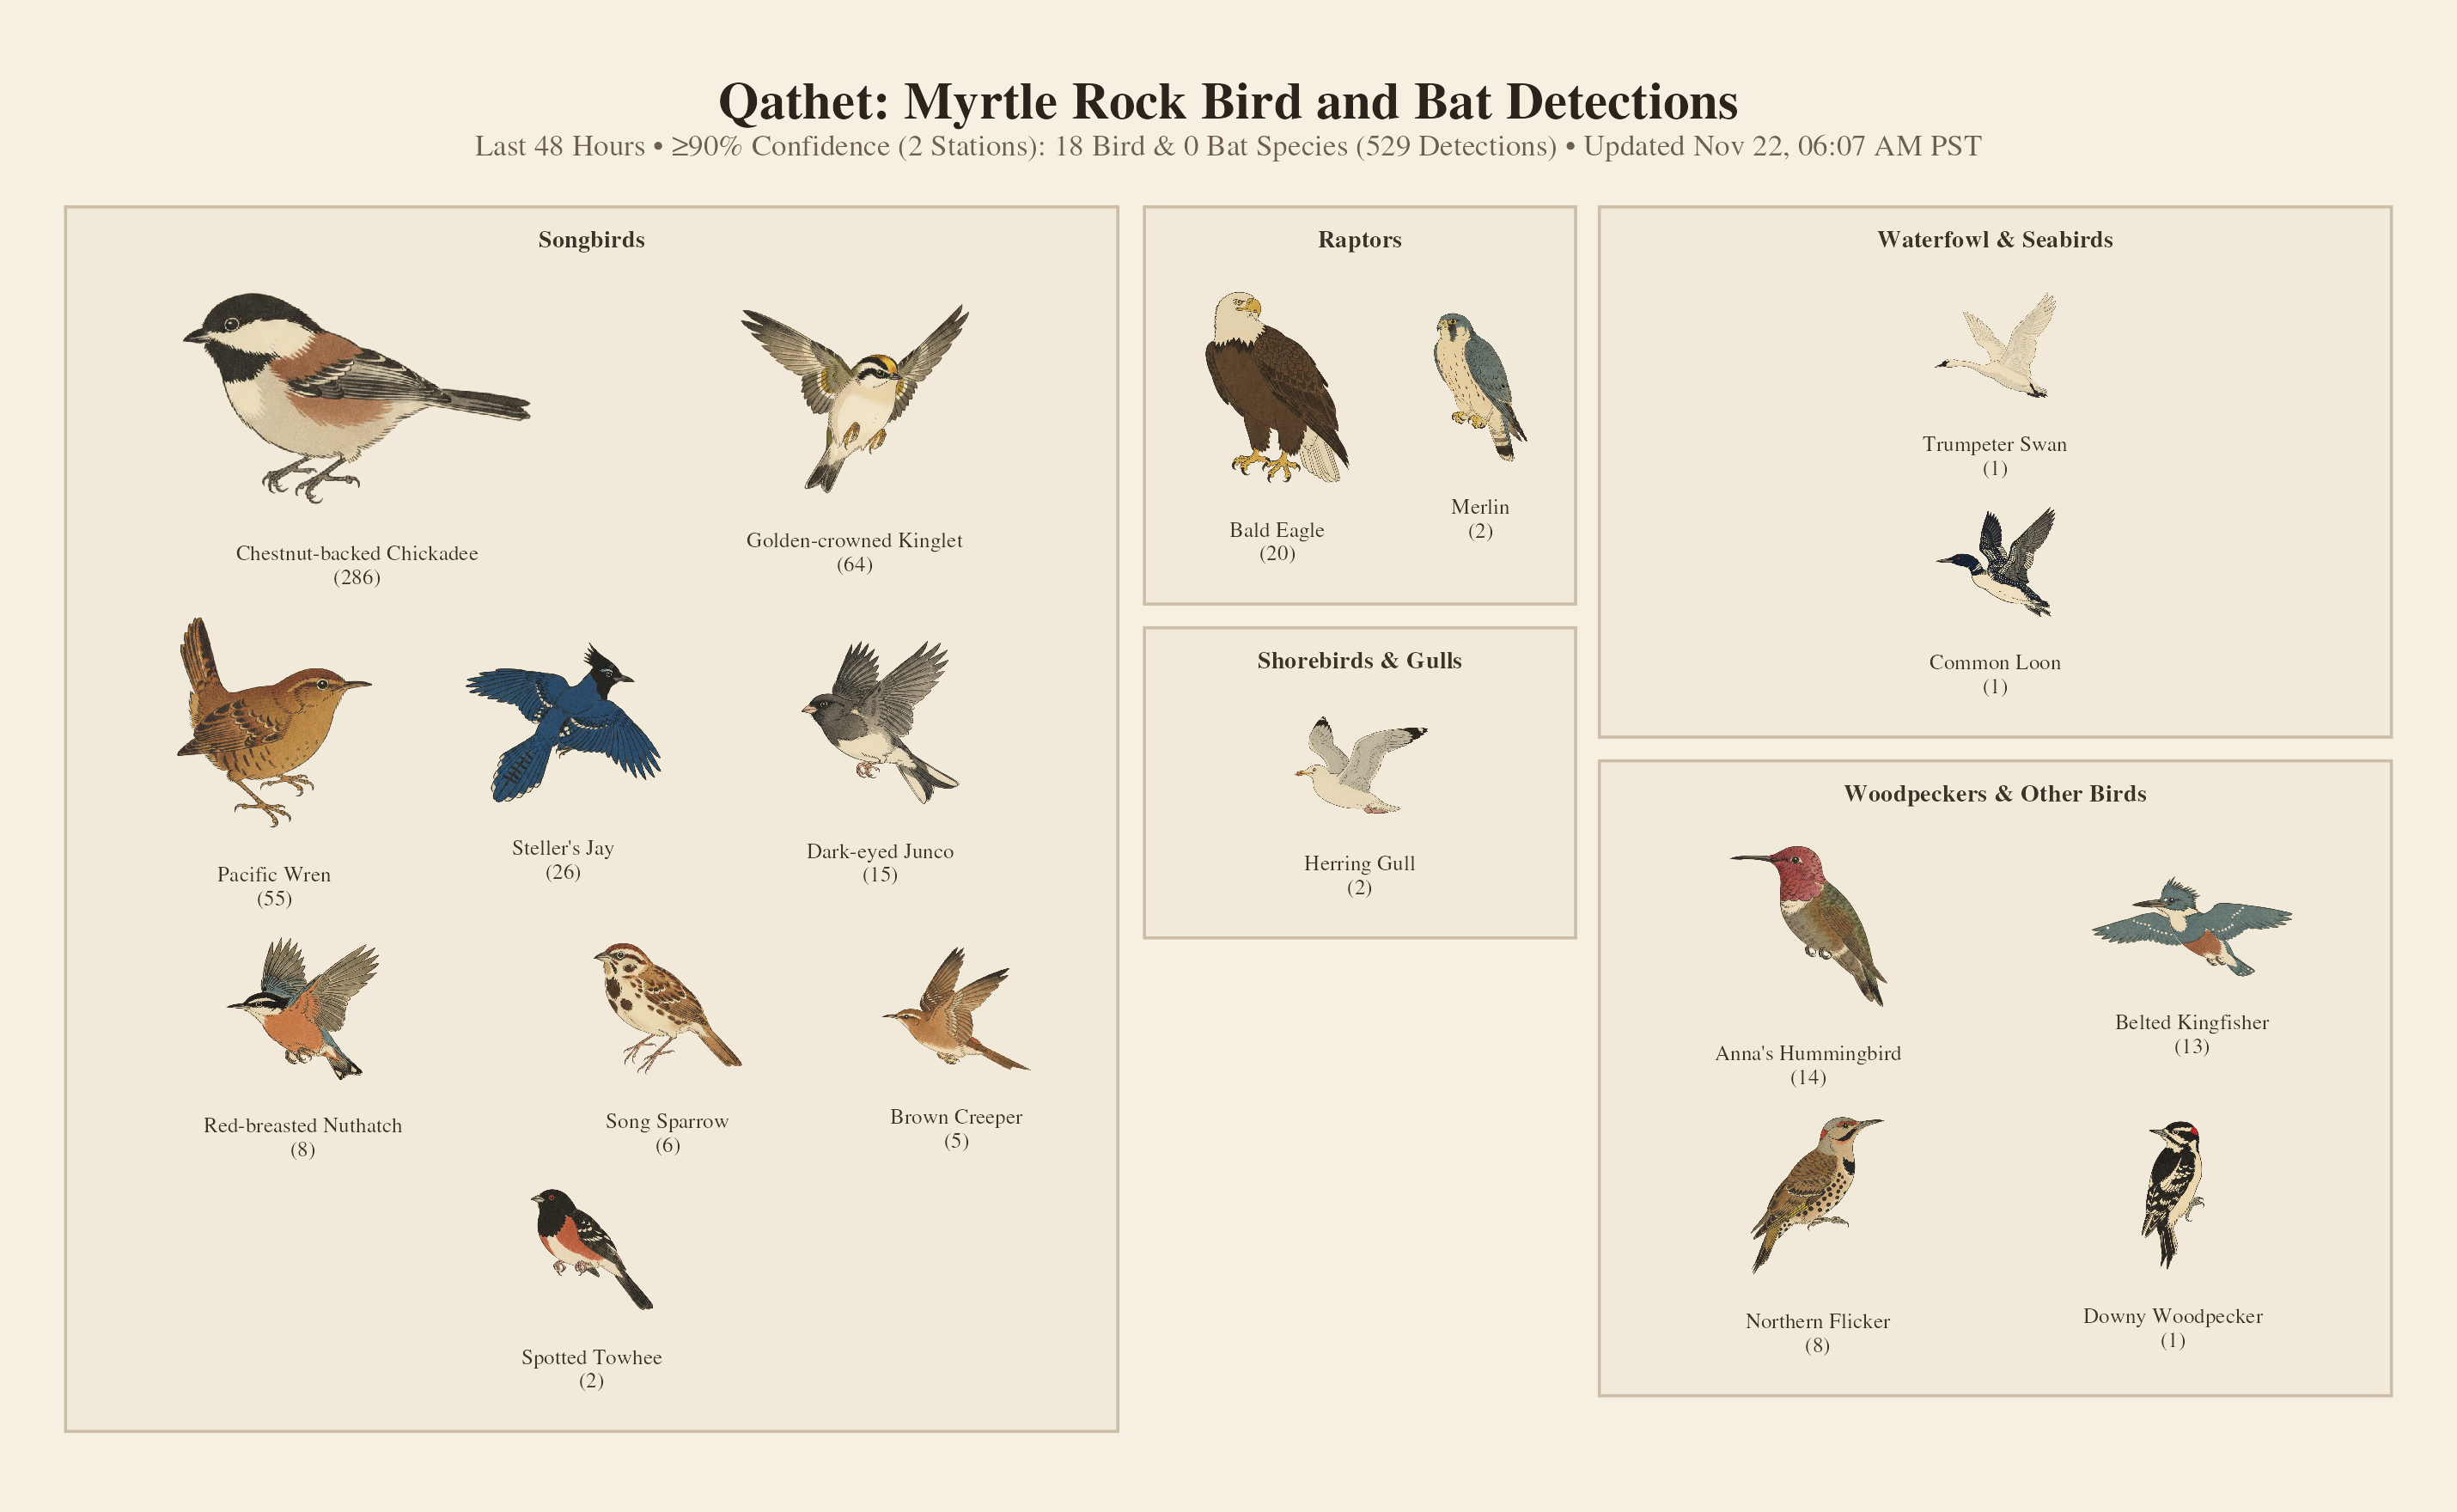 Qathet: Myrtle Rock Bird and Bat Detections
Last 48 Hours • ≥90% Confidence (2 Stations): 18 Bird & 0 Bat Species (529 Detections) • Updated Nov 22, 06:07 AM PST
Songbirds
Chestnut-backed Chickadee
(286)
Golden-crowned Kinglet
(64)
Pacific Wren
(55)
Steller's Jay
(26)
Dark-eyed Junco
(15)
Red-breasted Nuthatch
(8)
Song Sparrow
(6)
Brown Creeper
(5)
Spotted Towhee
(2)
Raptors
Bald Eagle
(20)
Merlin
(2)
Shorebirds & Gulls
Herring Gull
(2)
Waterfowl & Seabirds
Trumpeter Swan
(1)
Common Loon
(1)
Woodpeckers & Other Birds
Anna's Hummingbird
(14)
Belted Kingfisher
(13)
Northern Flicker
(8)
Downy Woodpecker
(1)